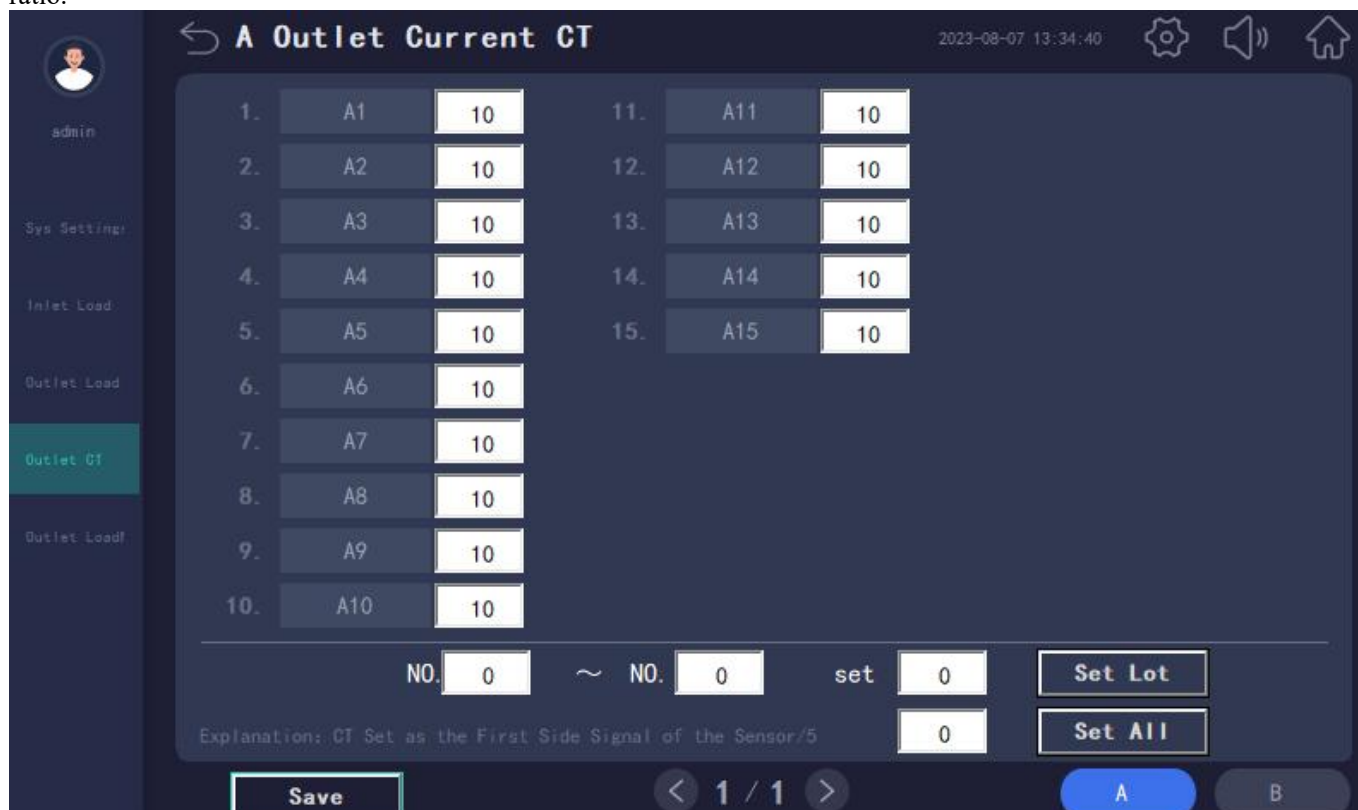 ratio.
A Outlet Current CT 2023-08-07 13:34:40
admin
Sys Setting
Inlet Load
Outlet Load
Outlet CT
Outlet Load
1. A1 10 11. A11 10
2. A2 10 12. A12 10
3. A3 10 13. A13 10
4. A4 10 14. A14 10
5. A5 10 15. A15 10
6. A6 10
7. A7 10
8. A8 10
9. A9 10
10. A10 10
NO. 0 ~ NO. 0 set 0 Set Lot
Explanation: CT Set as the First Side Signal of the Sensor/5 0 Set All
Save < 1 / 1 > A B